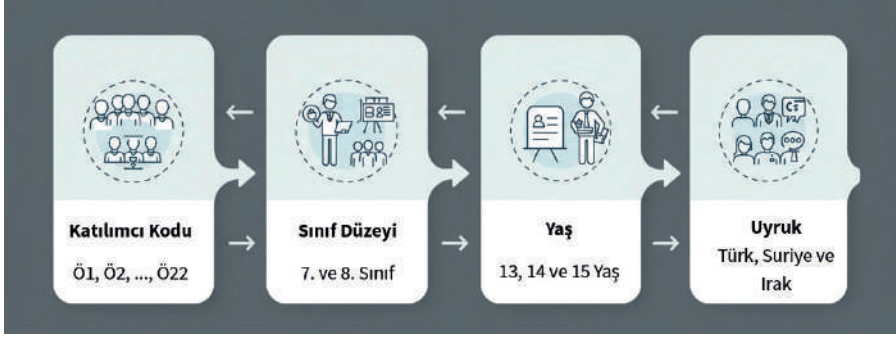 Katılımcı Kodu
Ö1, Ö2, ..., Ö22
Sınıf Düzeyi
7. ve 8. Sınıf
Yaş
13, 14 ve 15 Yaş
Uyruk
Türk, Suriye ve
Irak